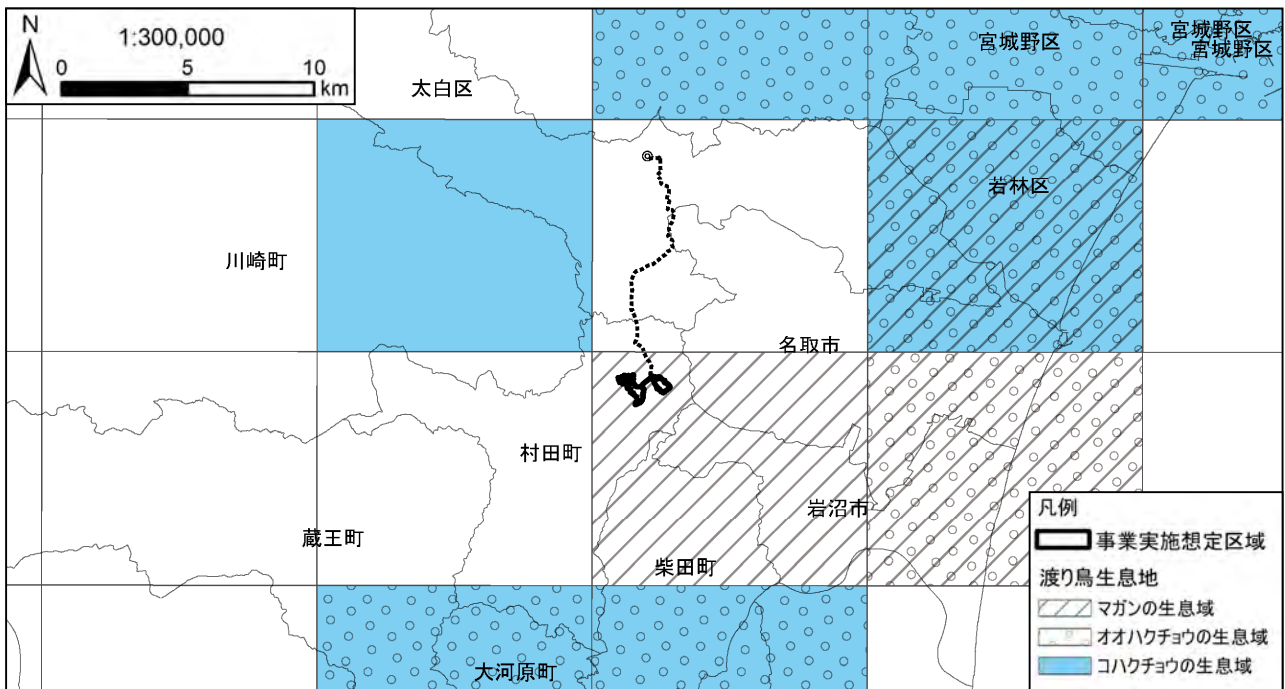 N
1:300,000
0 5 10
km
太白区
宮城野区
宮城野区
宮城野区
若林区
川崎町
名取市
村田町
岩沼市
蔵王町
柴田町
大河原町
凡例
事業実施想定区域
渡り鳥生息地
マガンの生息域
オオハクチョウの生息域
コハクチョウの生息域